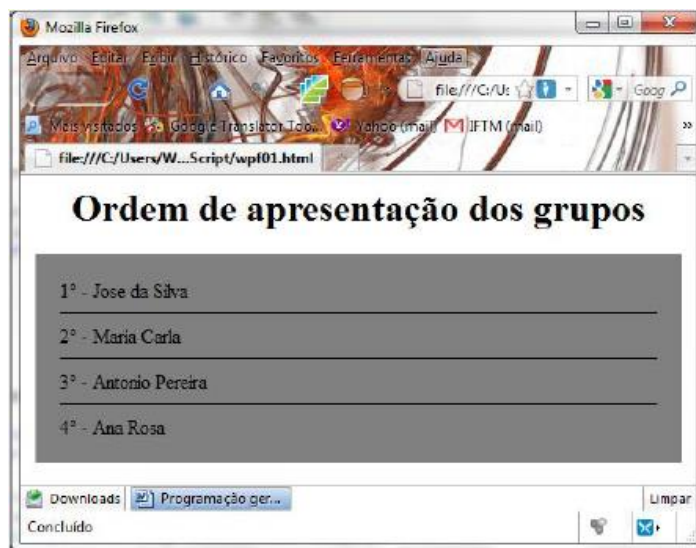 Mozilla Firefox
Arquivo Editar Exibir Histórico Favoritos Ferramentas Ajuda
file:///C:/U: Goog
Mais visitados Google Translator Too... Yahoo (mail) IFTM (mail) »
file:///C:/Users/W...Script/wpf01.html
Ordem de apresentação dos grupos
1° - Jose da Silva
2° - Maria Carla
3° - Antonio Pereira
4° - Ana Rosa
Downloads Programação ger... Limpar
Concluído